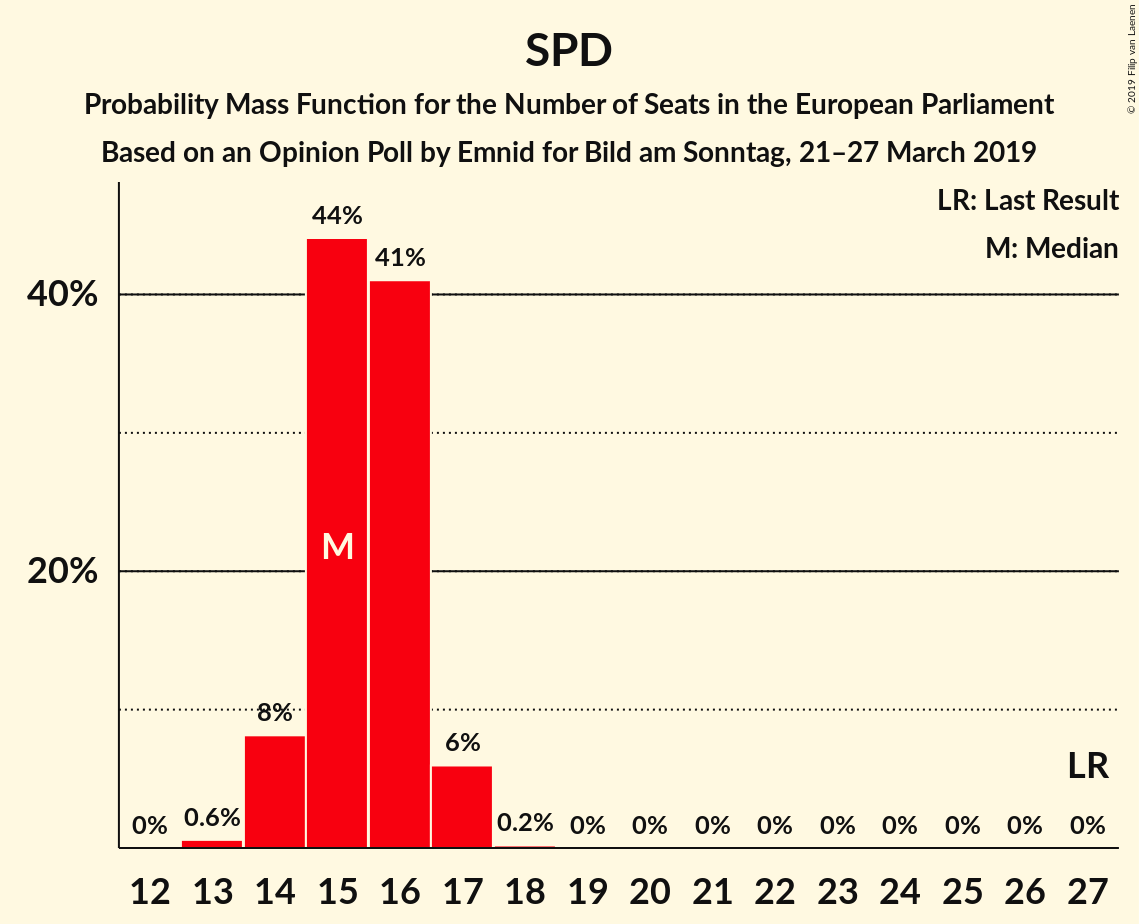 SPD
Probability Mass Function for the Number of Seats in the European Parliament
Based on an Opinion Poll by Emnid for Bild am Sonntag, 21–27 March 2019
© 2019 Filip van Laenen
LR: Last Result
M: Median
44%
41%
40%
M
20%
8%
6%
LR
0% 0.6% 0.2% 0% 0% 0% 0% 0% 0% 0% 0% 0%
12 13 14 15 16 17 18 19 20 21 22 23 24 25 26 27